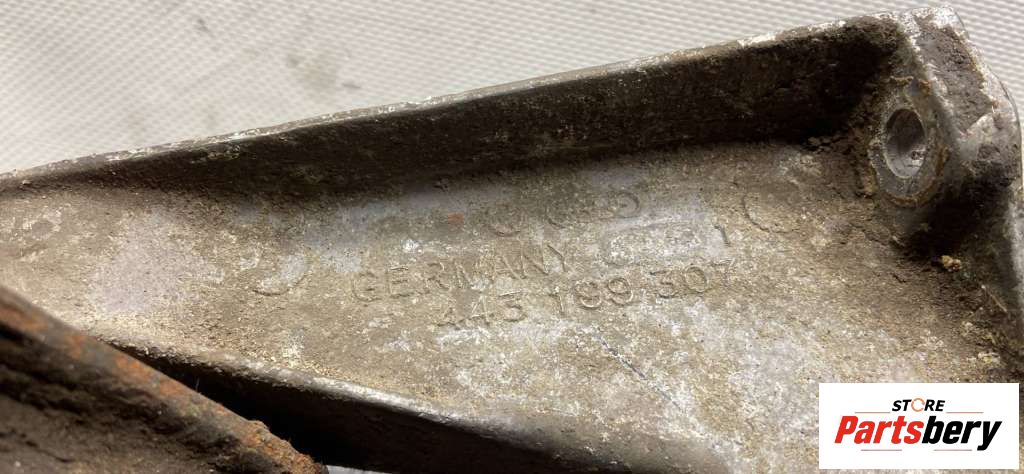 GERMANY
443 199 307
STORE
Partsbery